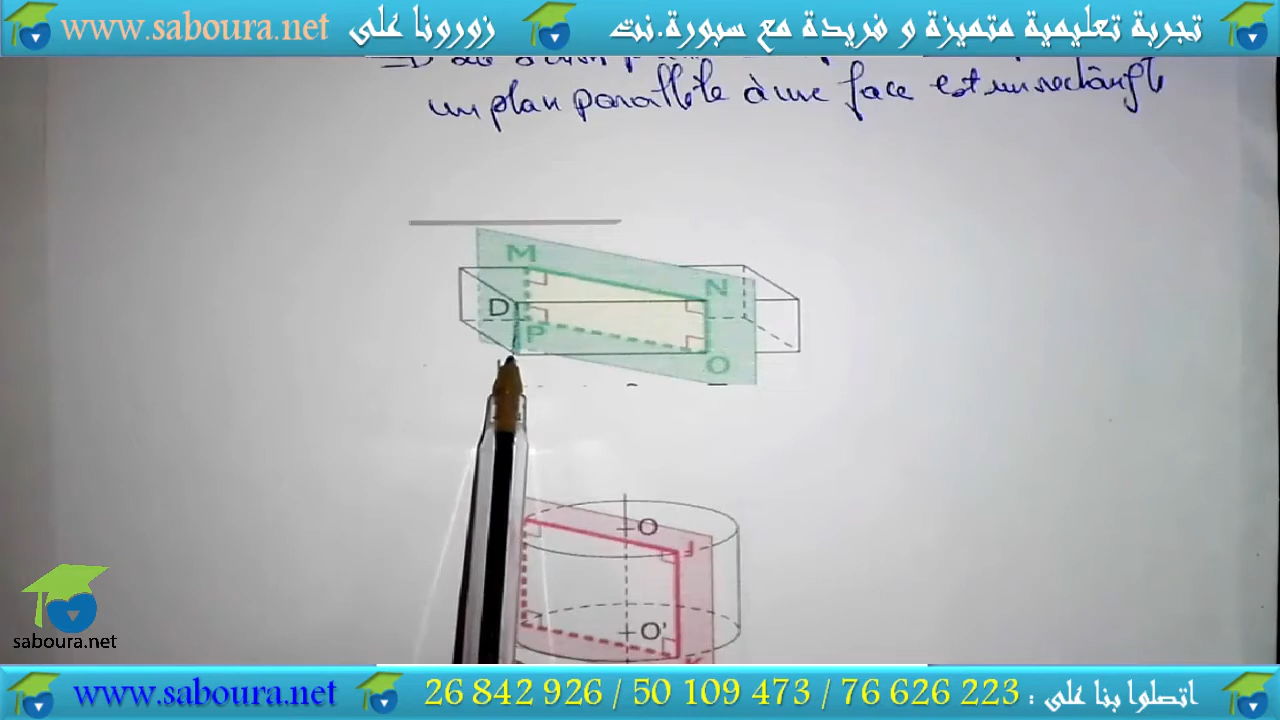 www.saboura.net زورونا على تجربة تعليمية متميزة و فريدة مع سبورة.نت
un plan parallèle à une face est un rectangle
M
N
D
P
O
O
J
O'
saboura.net
www.saboura.net 26 842 926 / 50 109 473 / 76 626 223 : اتصلوا بنا على